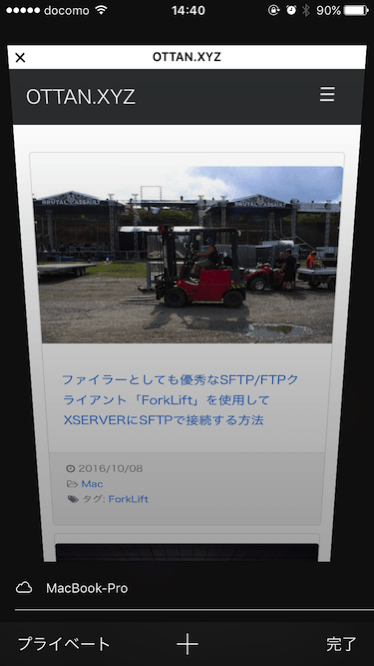 docomo 14:40 90%
OTTAN.XYZ
OTTAN.XYZ
BRUTAL ASSAULT BRUTAL ASSAULT
ファイラーとしても優秀なSFTP/FTPク
ライアント「ForkLift」を使用して
XSERVERにSFTPで接続する方法
2016/10/08
Mac
タグ: ForkLift
MacBook-Pro
プライベート 完了